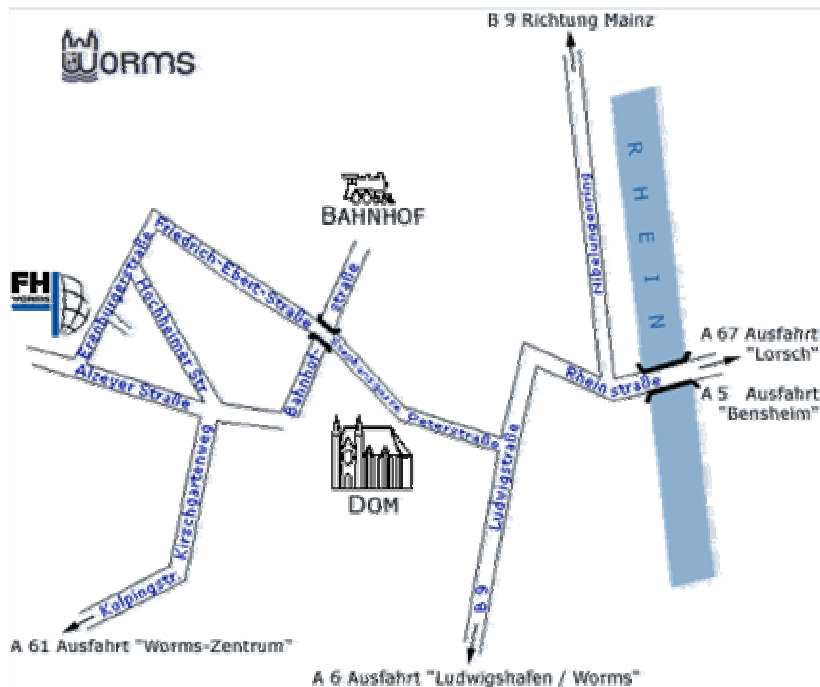 B 9 Richtung Mainz
WORMS
RHEIN
BAHNHOF
Nibelungenring
Friedrich-Ebert-Straße
straße
FH
WORMS
Hochheimer Str.
A 67 Ausfahrt
"Lorsch"
Rheinstraße
Alzeyer Straße
Bahnhof-
A 5 Ausfahrt
"Bensheim"
Peterstraße
Ludwigstraße
Kirschgartenweg
DOM
Kolpingstr.
B 9
A 61 Ausfahrt "Worms-Zentrum"
A 6 Ausfahrt "Ludwigshafen / Worms"